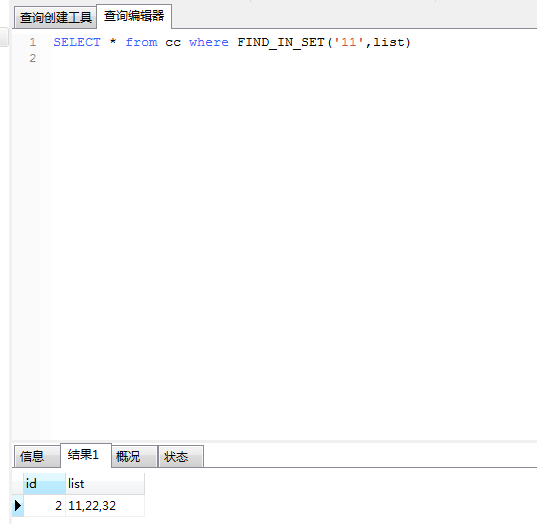 查询创建工具 查询编辑器
1 SELECT * from cc where FIND_IN_SET('11',list)
2
信息 结果1 概况 状态
id list
2 11,22,32